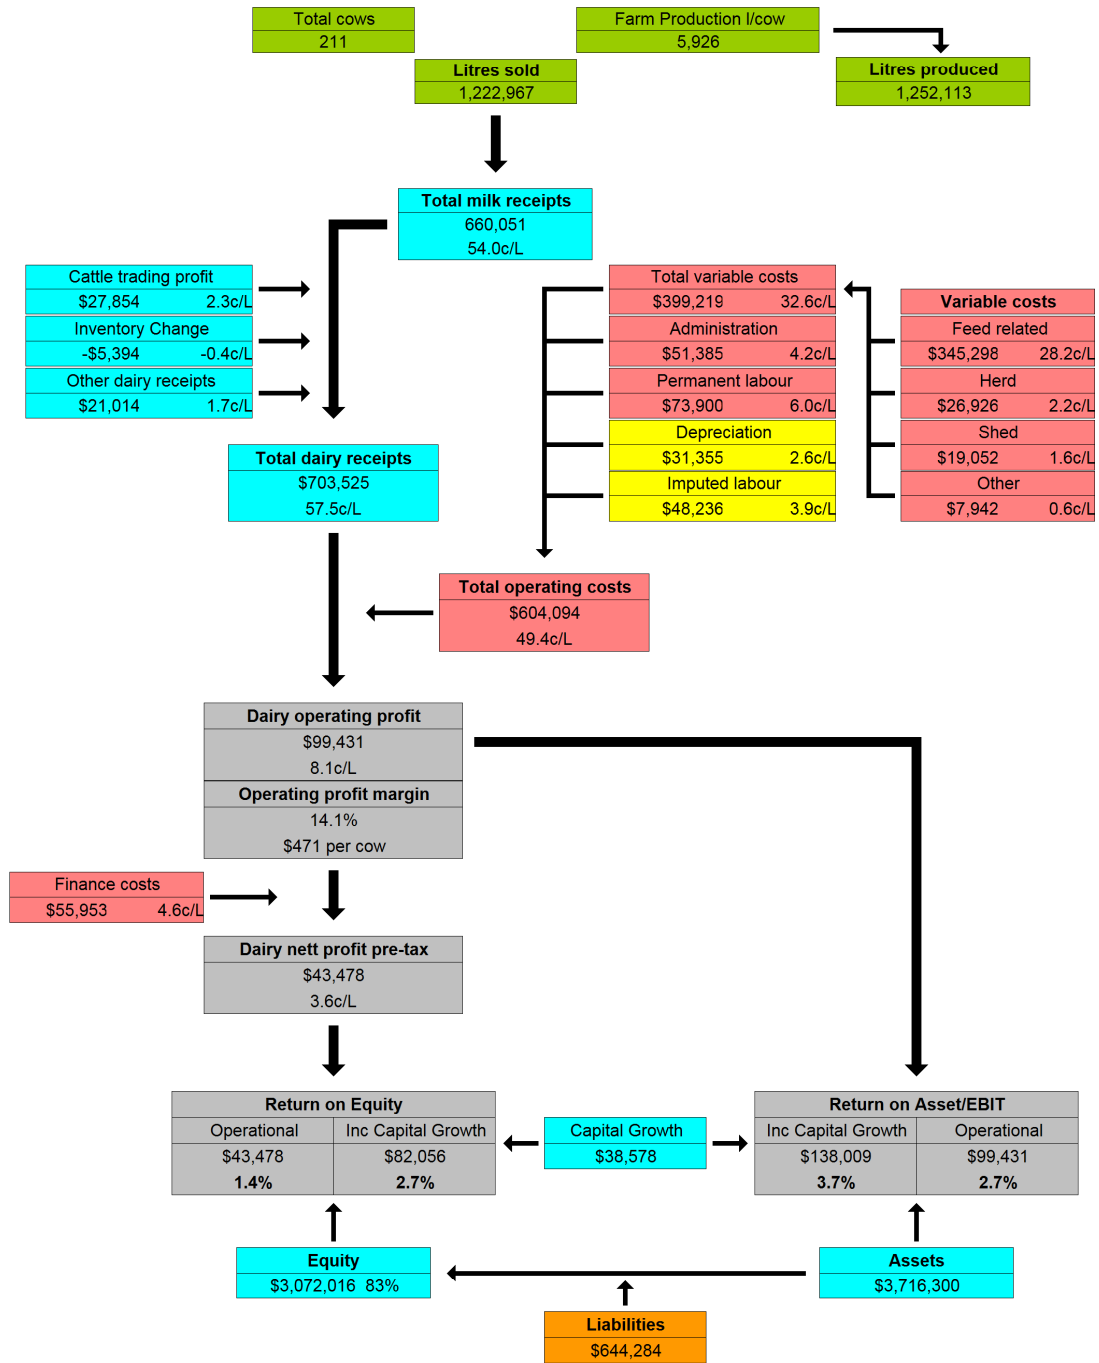 Total cows
211
Farm Production l/cow
5,926
Litres sold
1,222,967
Litres produced
1,252,113
Total milk receipts
660,051
54.0c/L
Cattle trading profit
$27,854 2.3c/L
Inventory Change
-$5,394 -0.4c/L
Other dairy receipts
$21,014 1.7c/L
Total variable costs
$399,219 32.6c/L
Administration
$51,385 4.2c/L
Permanent labour
$73,900 6.0c/L
Depreciation
$31,355 2.6c/L
Imputed labour
$48,236 3.9c/L
Variable costs
Feed related
$345,298 28.2c/L
Herd
$26,926 2.2c/L
Shed
$19,052 1.6c/L
Other
$7,942 0.6c/L
Total dairy receipts
$703,525
57.5c/L
Total operating costs
$604,094
49.4c/L
Dairy operating profit
$99,431
8.1c/L
Operating profit margin
14.1%
$471 per cow
Finance costs
$55,953 4.6c/L
Dairy nett profit pre-tax
$43,478
3.6c/L
Return on Equity
Operational Inc Capital Growth
$43,478 $82,056
1.4% 2.7%
Capital Growth
$38,578
Return on Asset/EBIT
Inc Capital Growth Operational
$138,009 $99,431
3.7% 2.7%
Equity
$3,072,016 83%
Assets
$3,716,300
Liabilities
$644,284